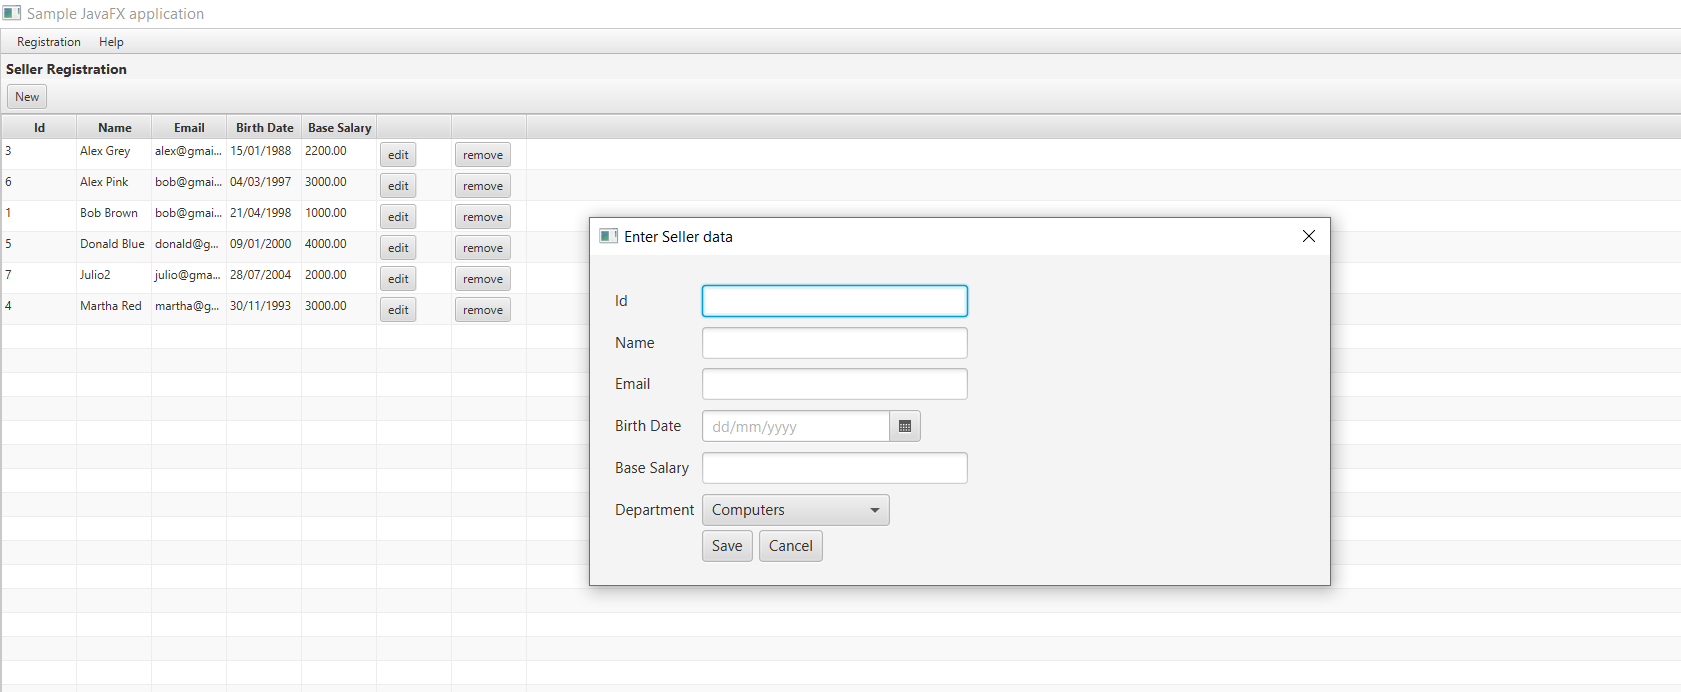 Sample JavaFX application
Registration Help
Seller Registration
New
Id Name Email Birth Date Base Salary
3 Alex Grey alex@gmai... 15/01/1988 2200.00 edit remove
6 Alex Pink bob@gmai... 04/03/1997 3000.00 edit remove
1 Bob Brown bob@gmai... 21/04/1998 1000.00 edit remove
5 Donald Blue donald@g... 09/01/2000 4000.00 edit remove
7 Julio2 julio@gma... 28/07/2004 2000.00 edit remove
4 Martha Red martha@g... 30/11/1993 3000.00 edit remove
Enter Seller data
Id
Name
Email
Birth Date dd/mm/yyyy
Base Salary
Department Computers
Save Cancel